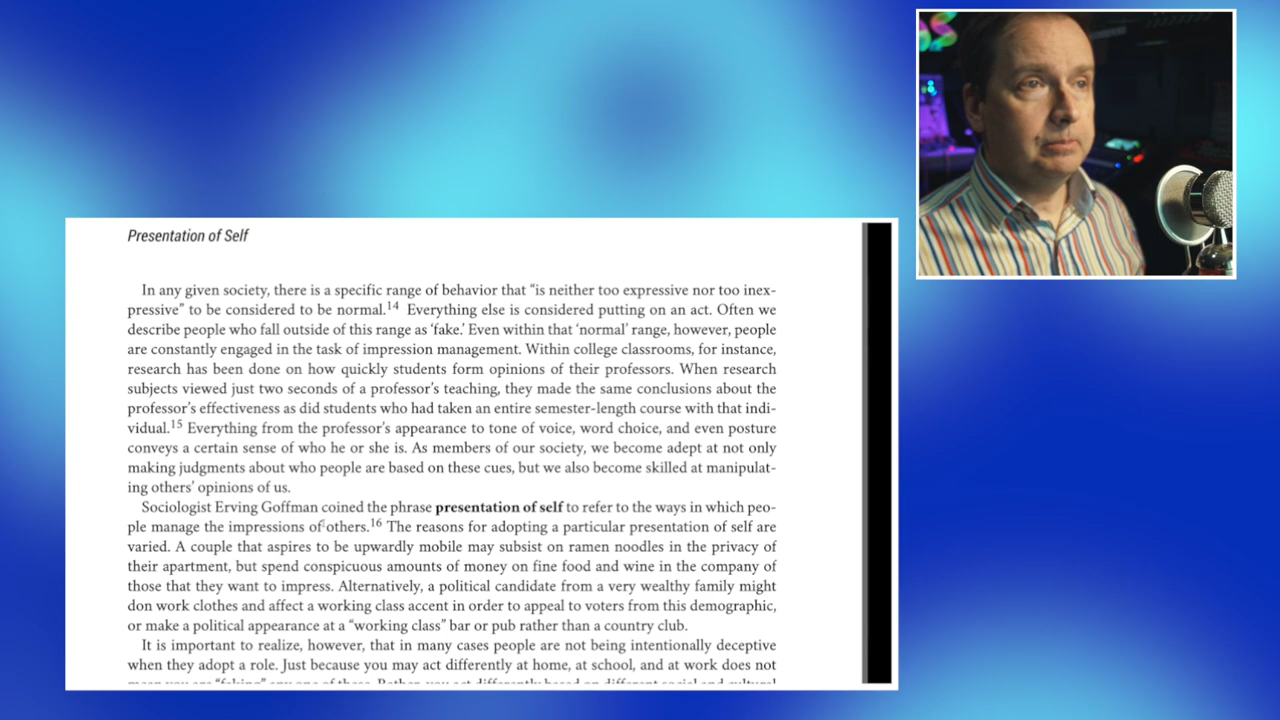 Presentation of Self
In any given society, there is a specific range of behavior that “is neither too expressive nor too inex-
pressive” to be considered to be normal.14 Everything else is considered putting on an act. Often we
describe people who fall outside of this range as ‘fake.’ Even within that ‘normal’ range, however, people
are constantly engaged in the task of impression management. Within college classrooms, for instance,
research has been done on how quickly students form opinions of their professors. When research
subjects viewed just two seconds of a professor’s teaching, they made the same conclusions about the
professor’s effectiveness as did students who had taken an entire semester-length course with that indi-
vidual.15 Everything from the professor’s appearance to tone of voice, word choice, and even posture
conveys a certain sense of who he or she is. As members of our society, we become adept at not only
making judgments about who people are based on these cues, but we also become skilled at manipulat-
ing others’ opinions of us.
Sociologist Erving Goffman coined the phrase presentation of self to refer to the ways in which peo-
ple manage the impressions of others.16 The reasons for adopting a particular presentation of self are
varied. A couple that aspires to be upwardly mobile may subsist on ramen noodles in the privacy of
their apartment, but spend conspicuous amounts of money on fine food and wine in the company of
those that they want to impress. Alternatively, a political candidate from a very wealthy family might
don work clothes and affect a working class accent in order to appeal to voters from this demographic,
or make a political appearance at a “working class” bar or pub rather than a country club.
It is important to realize, however, that in many cases people are not being intentionally deceptive
when they adopt a role. Just because you may act differently at home, at school, and at work does not